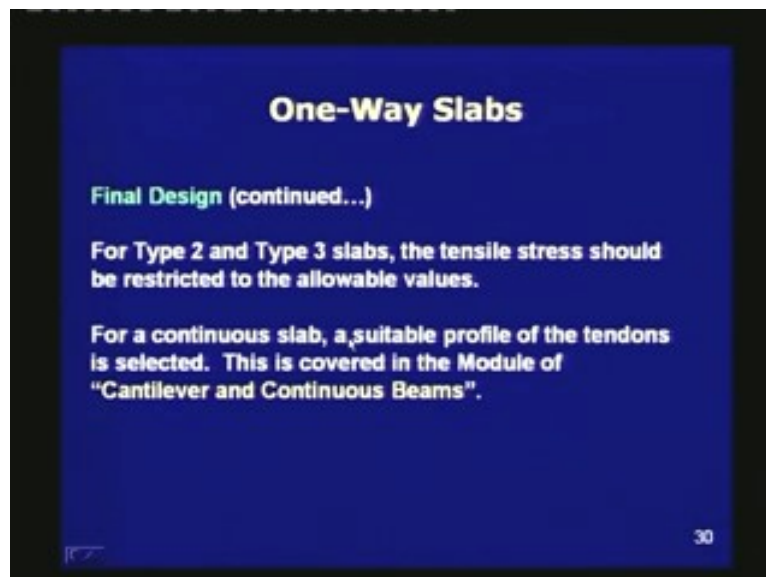 One-Way Slabs
Final Design (continued...)
For Type 2 and Type 3 slabs, the tensile stress should
be restricted to the allowable values.
For a continuous slab, a suitable profile of the tendons
is selected. This is covered in the Module of
“Cantilever and Continuous Beams”.
30